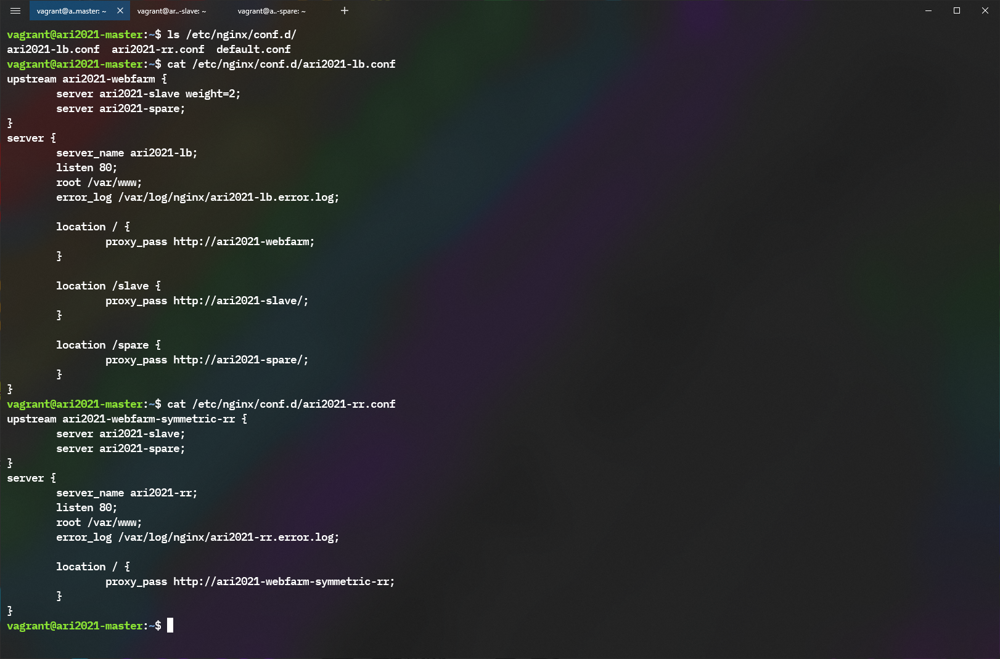 vagrant@a..master: ~
vagrant@ar..-slave: ~
vagrant@a..-spare: ~
vagrant@ari2021-master:~$ ls /etc/nginx/conf.d/
ari2021-lb.conf  ari2021-rr.conf  default.conf
vagrant@ari2021-master:~$ cat /etc/nginx/conf.d/ari2021-lb.conf
upstream ari2021-webfarm {
        server ari2021-slave weight=2;
        server ari2021-spare;
}
server {
        server_name ari2021-lb;
        listen 80;
        root /var/www;
        error_log /var/log/nginx/ari2021-lb.error.log;

        location / {
                proxy_pass http://ari2021-webfarm;
        }

        location /slave {
                proxy_pass http://ari2021-slave/;
        }

        location /spare {
                proxy_pass http://ari2021-spare/;
        }
}
vagrant@ari2021-master:~$ cat /etc/nginx/conf.d/ari2021-rr.conf
upstream ari2021-webfarm-symmetric-rr {
        server ari2021-slave;
        server ari2021-spare;
}
server {
        server_name ari2021-rr;
        listen 80;
        root /var/www;
        error_log /var/log/nginx/ari2021-rr.error.log;

        location / {
                proxy_pass http://ari2021-webfarm-symmetric-rr;
        }
}
vagrant@ari2021-master:~$